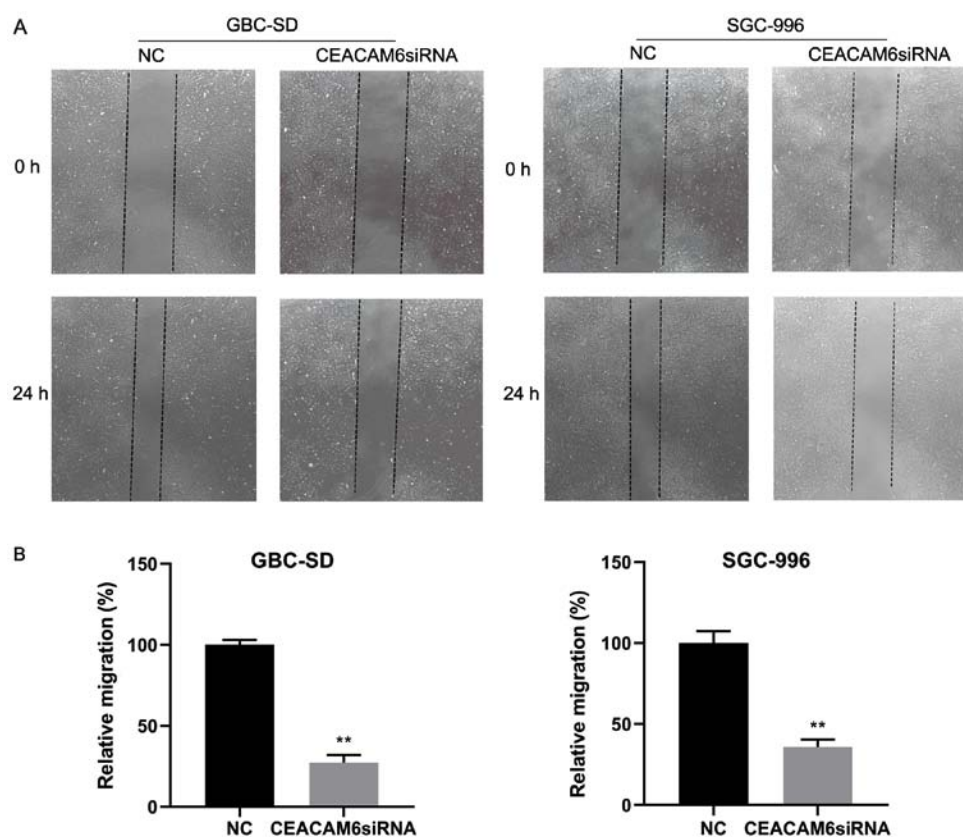 A
GBC-SD
SGC-996
NC
CEACAM6siRNA
NC
CEACAM6siRNA
0 h
0 h
24 h
24 h
B
GBC-SD
Relative migration (%)
150
100
50
0
**
NC
CEACAM6siRNA
SGC-996
Relative migration (%)
150
100
50
0
**
NC
CEACAM6siRNA